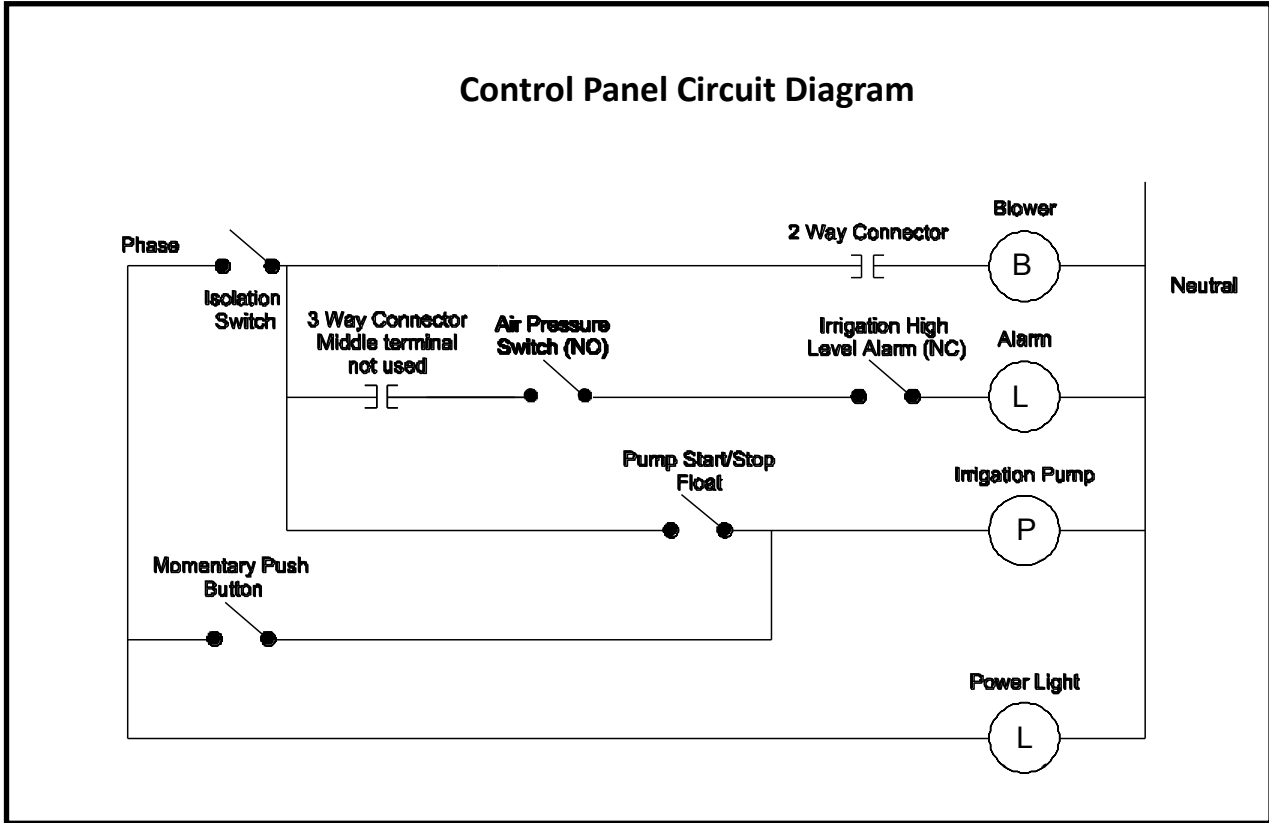 Control Panel Circuit Diagram
Blower
2 Way Connector
Phase
B
Neutral
Isolation
Switch
3 Way Connector
Middle terminal
not used
Air Pressure
Switch (NO)
Irrigation High
Level Alarm (NC)
Alarm
L
Pump Start/Stop
Float
Irrigation Pump
P
Momentary Push
Button
Power Light
L